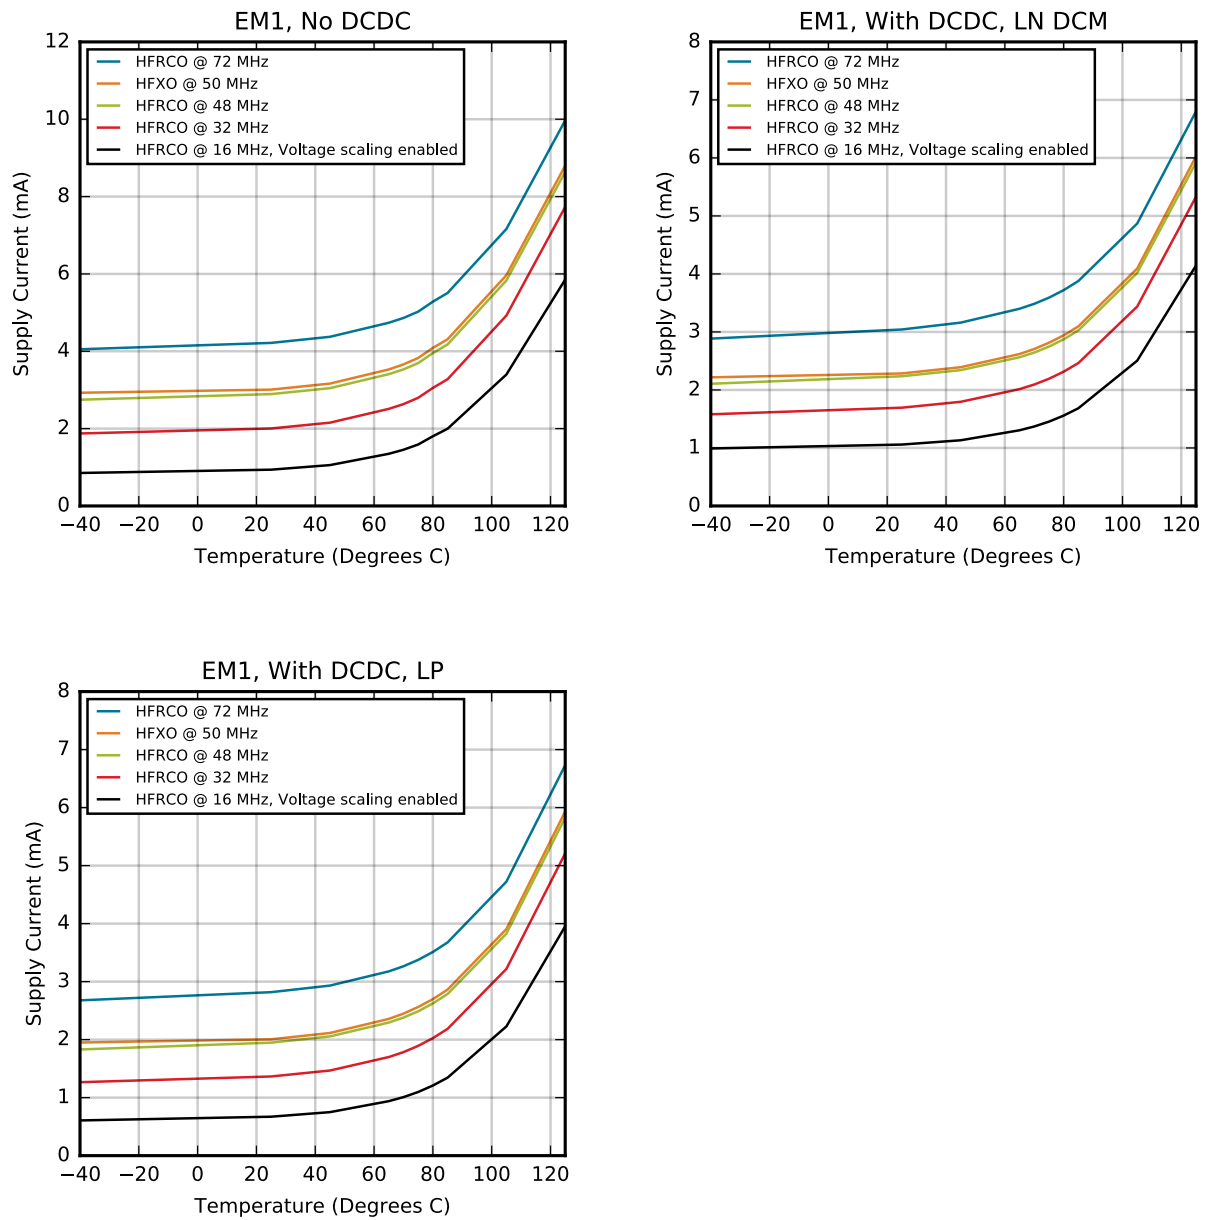 EM1, No DCDC
12
10
8
6
4
2
0
Supply Current (mA)
HFRCO @ 72 MHz
HFXO @ 50 MHz
HFRCO @ 48 MHz
HFRCO @ 32 MHz
HFRCO @ 16 MHz, Voltage scaling enabled
−40 −20 0 20 40 60 80 100 120
Temperature (Degrees C)
EM1, With DCDC, LN DCM
8
7
6
5
4
3
2
1
0
Supply Current (mA)
HFRCO @ 72 MHz
HFXO @ 50 MHz
HFRCO @ 48 MHz
HFRCO @ 32 MHz
HFRCO @ 16 MHz, Voltage scaling enabled
−40 −20 0 20 40 60 80 100 120
Temperature (Degrees C)
EM1, With DCDC, LP
8
7
6
5
4
3
2
1
0
Supply Current (mA)
HFRCO @ 72 MHz
HFXO @ 50 MHz
HFRCO @ 48 MHz
HFRCO @ 32 MHz
HFRCO @ 16 MHz, Voltage scaling enabled
−40 −20 0 20 40 60 80 100 120
Temperature (Degrees C)